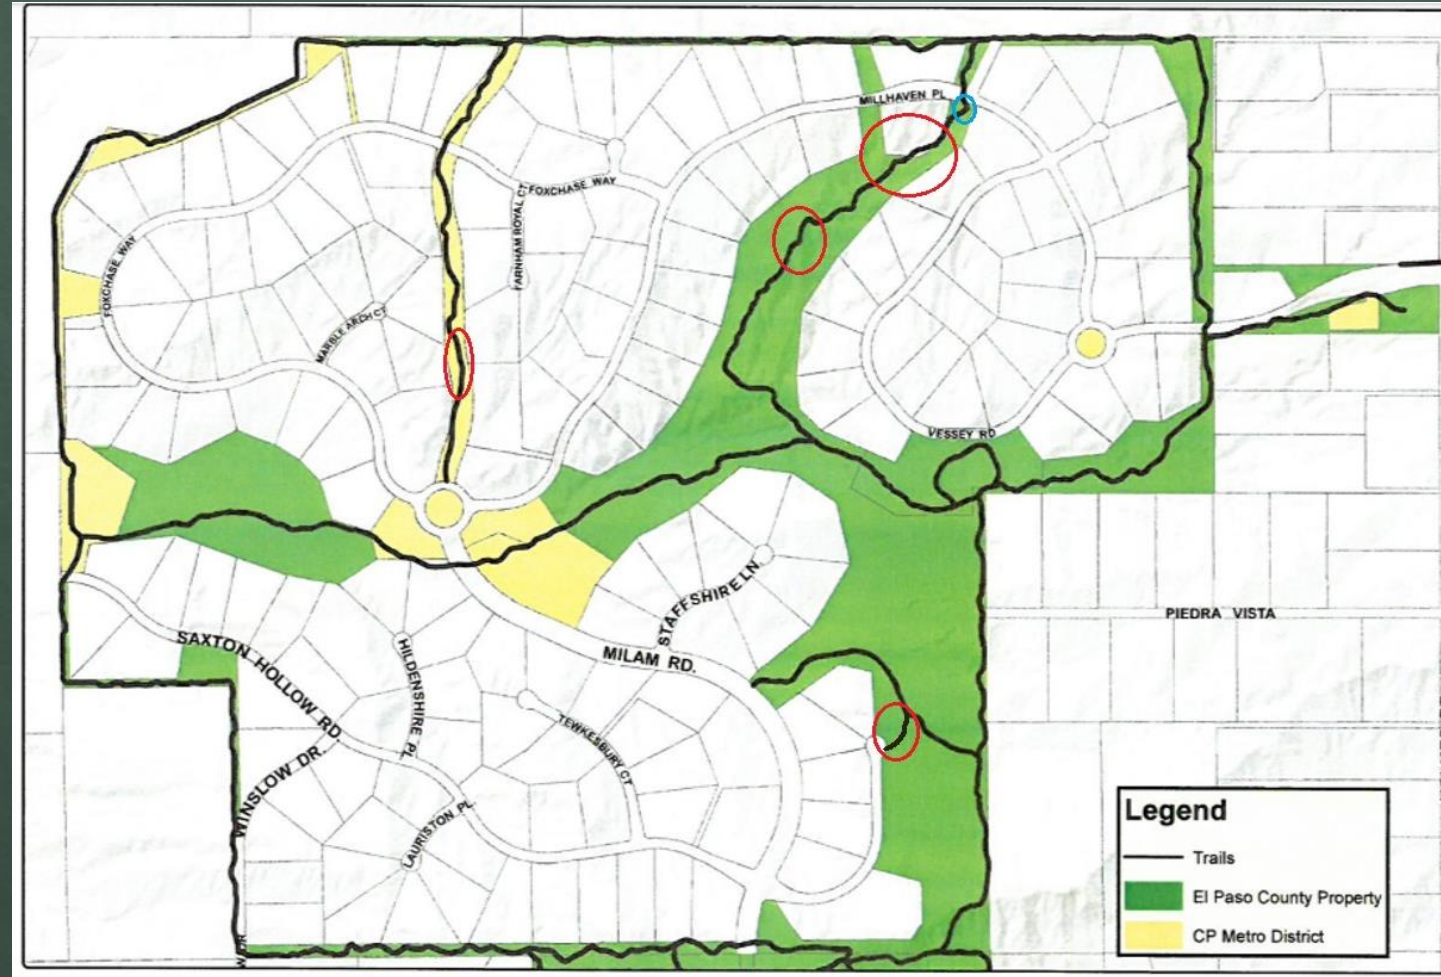 MILLHAVEN PL
FOXCHASE WAY
FARNHAM ROYAL CT
FOXCHASE WAY
MARBLE ARCH CT
VESSEY RD
STAFFSHIRE LN.
PIEDRA VISTA
SAXTON HOLLOW RD
HILDENSHIRE PL
MILAM RD.
TEWKESBURY CT
WINSLOW DR.
LAURISTON PL
Legend
Trails
El Paso County Property
CP Metro District